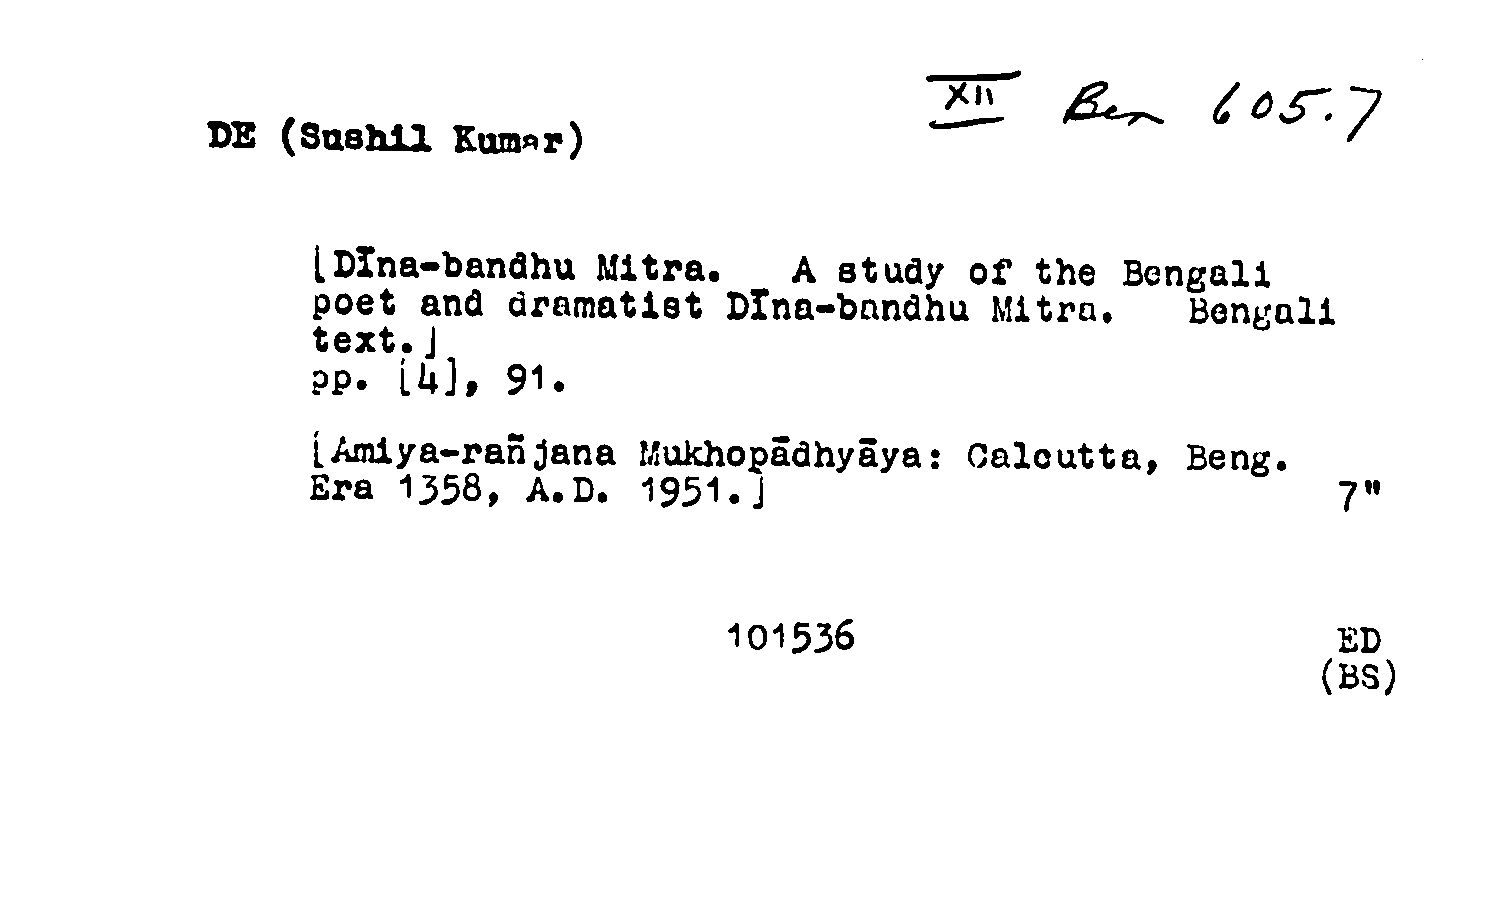 XII Ben 605.7
DE (Sushil Kumar)
[Dīna-bandhu Mitra. A study of the Bengali
poet and dramatist Dīna-bandhu Mitra. Bengali
text.]
pp. [4], 91.
[Amiya-rañjana Mukhopādhyāya: Calcutta, Beng.
Era 1358, A.D. 1951.]
7"
101536
ED
(BS)